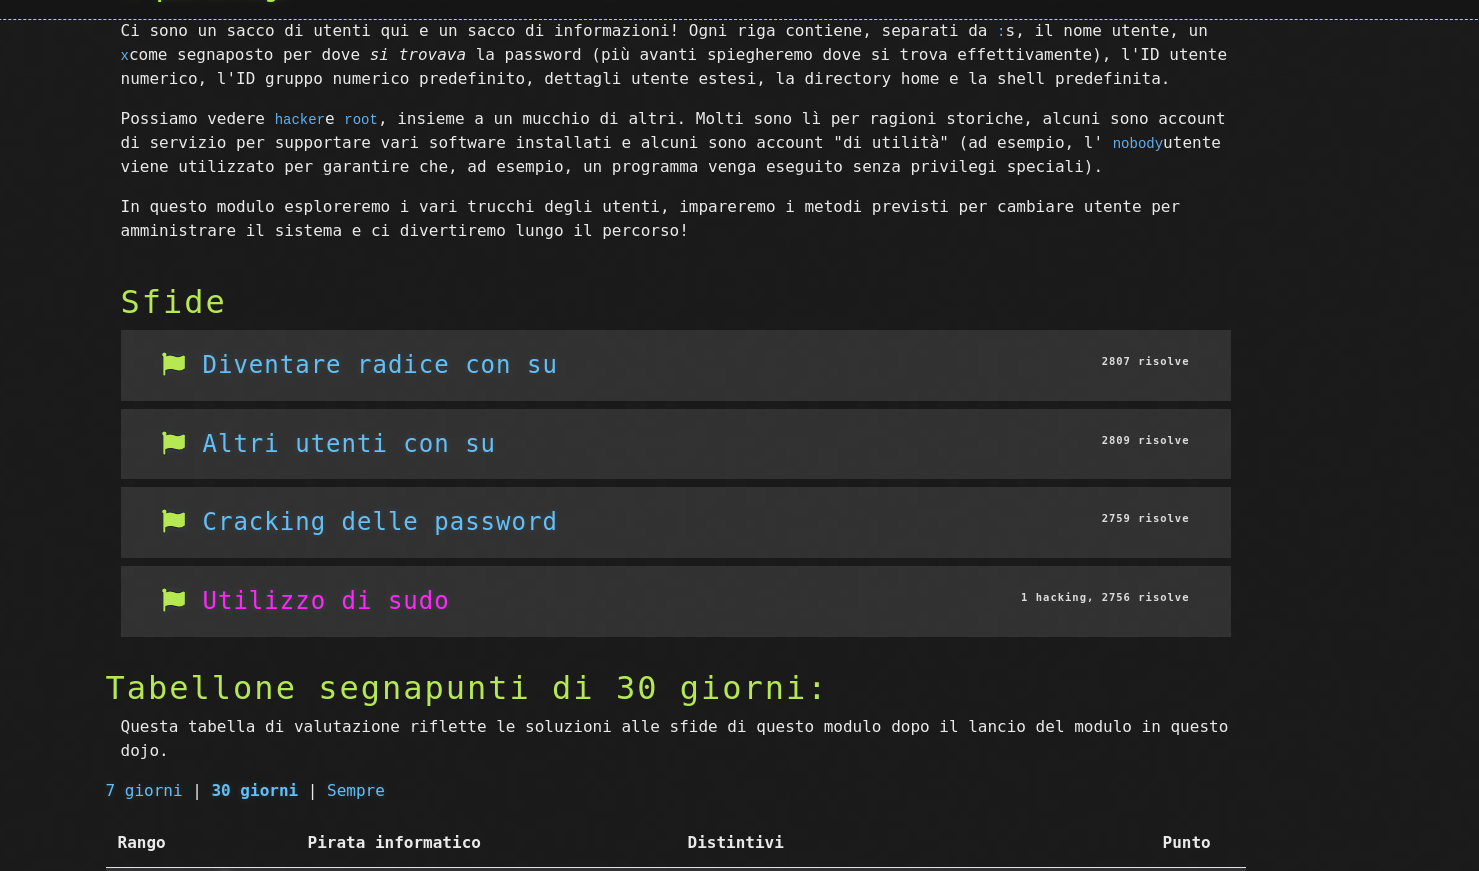 Ci sono un sacco di utenti qui e un sacco di informazioni! Ogni riga contiene, separati da :s, il nome utente, un
xcome segnaposto per dove si trovava la password (più avanti spiegheremo dove si trova effettivamente), l'ID utente
numerico, l'ID gruppo numerico predefinito, dettagli utente estesi, la directory home e la shell predefinita.
Possiamo vedere hackere root, insieme a un mucchio di altri. Molti sono lì per ragioni storiche, alcuni sono account
di servizio per supportare vari software installati e alcuni sono account "di utilità" (ad esempio, l' nobodyutente
viene utilizzato per garantire che, ad esempio, un programma venga eseguito senza privilegi speciali).
In questo modulo esploreremo i vari trucchi degli utenti, impareremo i metodi previsti per cambiare utente per
amministrare il sistema e ci divertiremo lungo il percorso!
Sfide
Diventare radice con su 2807 risolve
Altri utenti con su 2809 risolve
Cracking delle password 2759 risolve
Utilizzo di sudo 1 hacking, 2756 risolve
Tabellone segnapunti di 30 giorni:
Questa tabella di valutazione riflette le soluzioni alle sfide di questo modulo dopo il lancio del modulo in questo
dojo.
7 giorni | 30 giorni | Sempre
Rango Pirata informatico Distintivi Punto